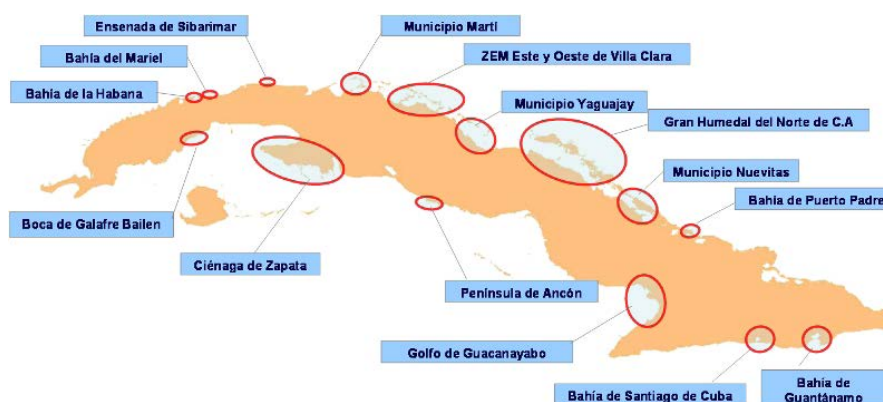 Ensenada de Sibarimar
Municipio Martí
Bahía del Mariel
ZEM Este y Oeste de Villa Clara
Bahía de la Habana
Municipio Yaguajay
Gran Humedal del Norte de C.A
Municipio Nuevitas
Bahía de Puerto Padre
Boca de Galafre Bailen
Ciénaga de Zapata
Península de Ancón
Golfo de Guacanayabo
Bahía de Santiago de Cuba
Bahía de
Guantánamo